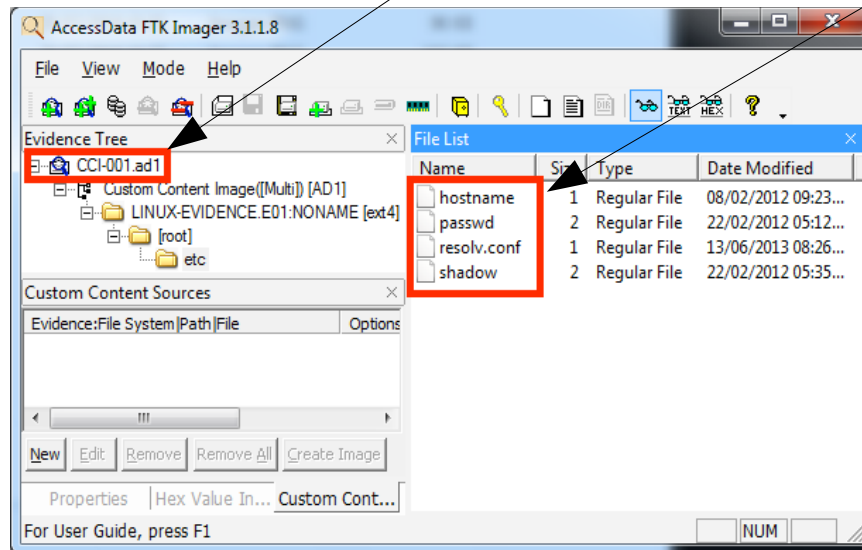 AccessData FTK Imager 3.1.1.8
File View Mode Help
TEXT HEX
Evidence Tree
CCI-001.ad1
Custom Content Image([Multi]) [AD1]
LINUX-EVIDENCE.E01:NONAME [ext4]
[root]
etc
Custom Content Sources
Evidence:File System|Path|File Options
New Edit Remove Remove All Create Image
Properties Hex Value In... Custom Cont...
File List
Name Type Date Modified
hostname 1 Regular File 08/02/2012 09:23...
passwd 2 Regular File 22/02/2012 05:12...
resolv.conf 1 Regular File 13/06/2013 08:26...
shadow 2 Regular File 22/02/2012 05:35...
For User Guide, press F1 NUM